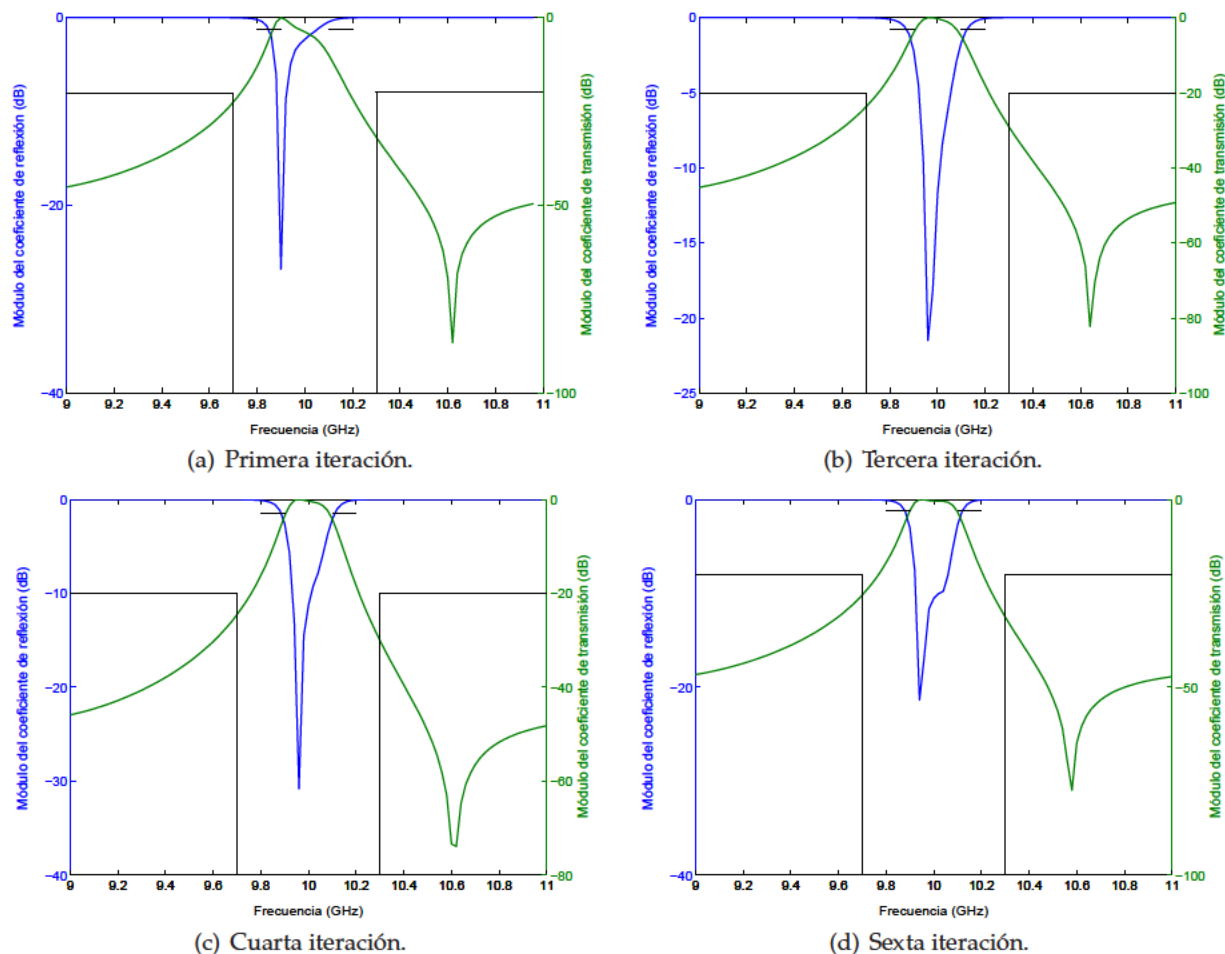 Módulo del coeficiente de reflexión (dB)
0
−20
−40
9 9.2 9.4 9.6 9.8 10 10.2 10.4 10.6 10.8 11
Frecuencia (GHz)
0
−50
−100
Módulo del coeficiente de transmisión (dB)
(a) Primera iteración.
Módulo del coeficiente de reflexión (dB)
0
−5
−10
−15
−20
−25
9 9.2 9.4 9.6 9.8 10 10.2 10.4 10.6 10.8 11
Frecuencia (GHz)
0
−20
−40
−60
−80
−100
Módulo del coeficiente de transmisión (dB)
(b) Tercera iteración.
Módulo del coeficiente de reflexión (dB)
0
−10
−20
−30
−40
9 9.2 9.4 9.6 9.8 10 10.2 10.4 10.6 10.8 11
Frecuencia (GHz)
0
−20
−40
−60
−80
Módulo del coeficiente de transmisión (dB)
(c) Cuarta iteración.
Módulo del coeficiente de reflexión (dB)
0
−20
−40
9 9.2 9.4 9.6 9.8 10 10.2 10.4 10.6 10.8 11
Frecuencia (GHz)
0
−50
−100
Módulo del coeficiente de transmisión (dB)
(d) Sexta iteración.